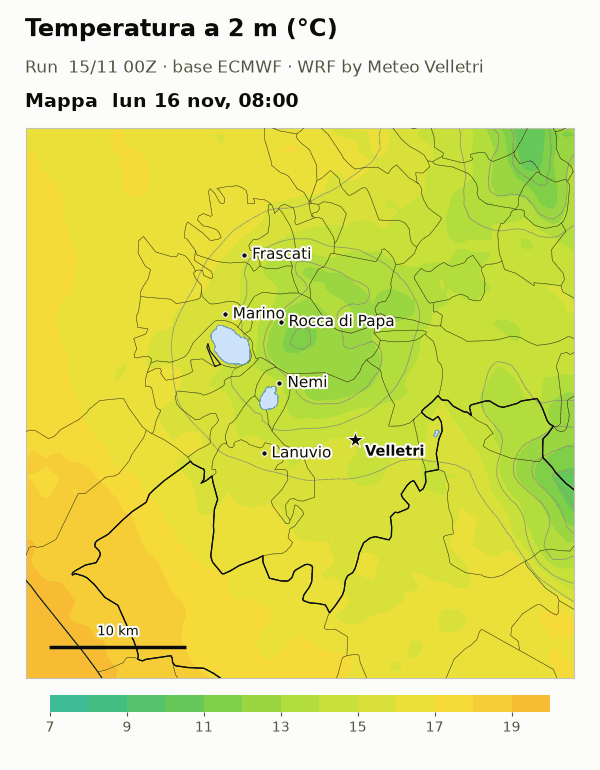 Temperatura a 2 m (°C)
Run  15/11 00Z · base ECMWF · WRF by Meteo Velletri
Mappa  lun 16 nov, 08:00
Frascati
Marino
Rocca di Papa
Nemi
Velletri
Lanuvio
10 km
7 9 11 13 15 17 19